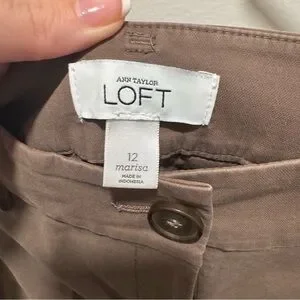 ANN TAYLOR
LOFT
12
marisa
MADE IN
INDONESIA